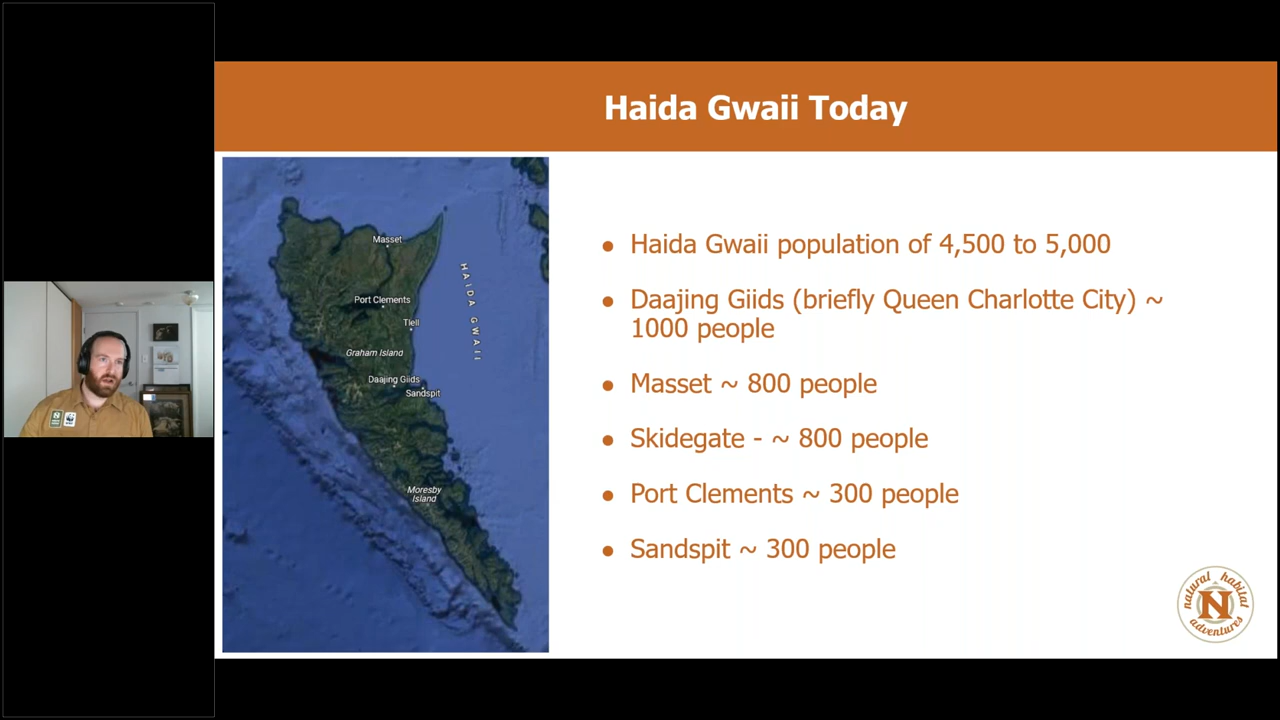 Haida Gwaii Today
Masset
Port Clements
Tlell
HAIDA GWAII
Graham Island
Daajing Giids
Sandspit
Moresby
Island
● Haida Gwaii population of 4,500 to 5,000
● Daajing Giids (briefly Queen Charlotte City) ~
1000 people
● Masset ~ 800 people
● Skidegate - ~ 800 people
● Port Clements ~ 300 people
● Sandspit ~ 300 people
natural habitat
N
adventures